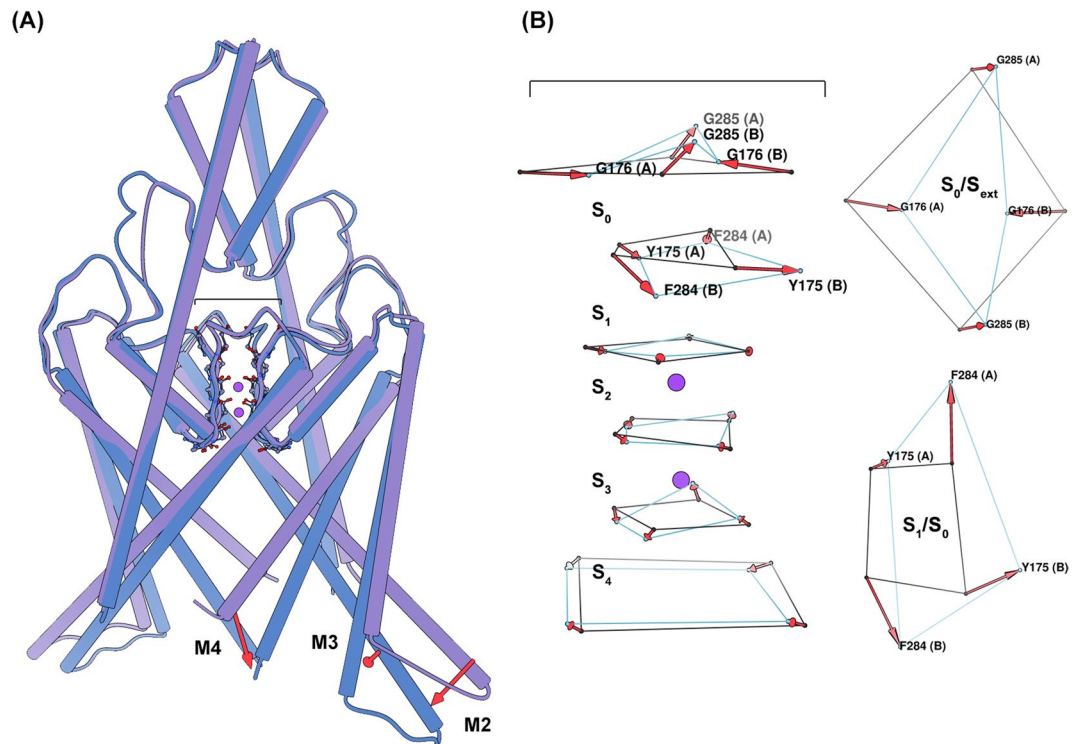 (A)
M4
M3
M2
(B)
G285 (A)
G285 (B)
G176 (A)
G176 (B)
S0
F284 (A)
Y175 (A)
F284 (B)
Y175 (B)
S1
S2
S3
S4
G285 (A)
S0/Sext
G176 (A)
G176 (B)
G285 (B)
F284 (A)
Y175 (A)
S1/S0
Y175 (B)
F284 (B)